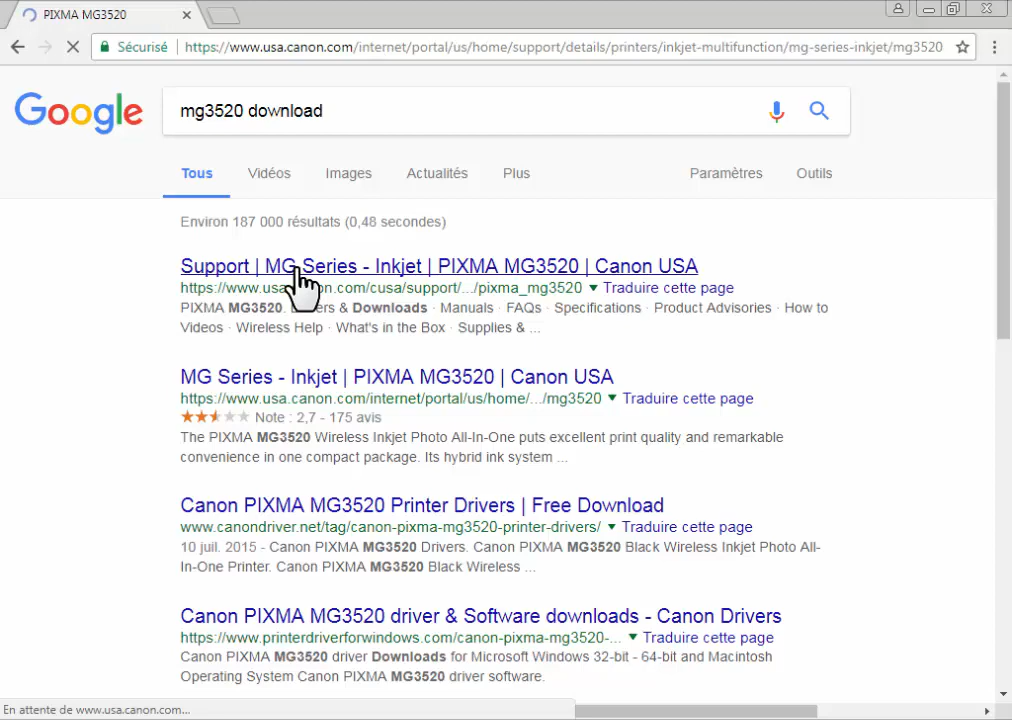 PIXMA MG3520
Sécurisé https://www.usa.canon.com/internet/portal/us/home/support/details/printers/inkjet-multifunction/mg-series-inkjet/mg3520
Google mg3520 download
Tous Vidéos Images Actualités Plus Paramètres Outils
Environ 187 000 résultats (0,48 secondes)
Support | MG Series - Inkjet | PIXMA MG3520 | Canon USA
https://www.usa.canon.com/cusa/support/.../pixma_mg3520 Traduire cette page
PIXMA MG3520. & Downloads · Manuals · FAQs · Specifications · Product Advisories · How to
Videos · Wireless Help · What's in the Box · Supplies & ...
MG Series - Inkjet | PIXMA MG3520 | Canon USA
https://www.usa.canon.com/internet/portal/us/home/.../mg3520 Traduire cette page
Note : 2,7 - 175 avis
The PIXMA MG3520 Wireless Inkjet Photo All-In-One puts excellent print quality and remarkable
convenience in one compact package. Its hybrid ink system ...
Canon PIXMA MG3520 Printer Drivers | Free Download
www.canondriver.net/tag/canon-pixma-mg3520-printer-drivers/ Traduire cette page
10 juil. 2015 - Canon PIXMA MG3520 Drivers. Canon PIXMA MG3520 Black Wireless Inkjet Photo All-
In-One Printer. Canon PIXMA MG3520 Black Wireless ...
Canon PIXMA MG3520 driver & Software downloads - Canon Drivers
https://www.printerdriverforwindows.com/canon-pixma-mg3520-... Traduire cette page
Canon PIXMA MG3520 driver Downloads for Microsoft Windows 32-bit - 64-bit and Macintosh
Operating System Canon PIXMA MG3520 driver software.
En attente de www.usa.canon.com...